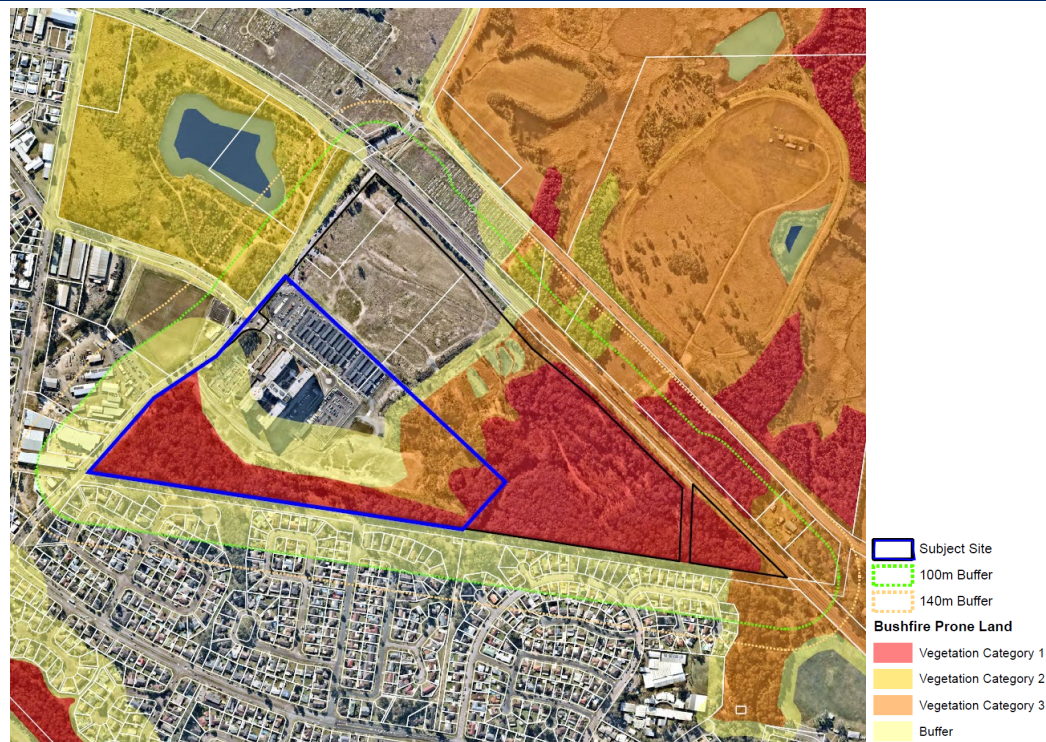 Subject Site
100m Buffer
140m Buffer
Bushfire Prone Land
Vegetation Category 1
Vegetation Category 2
Vegetation Category 3
Buffer